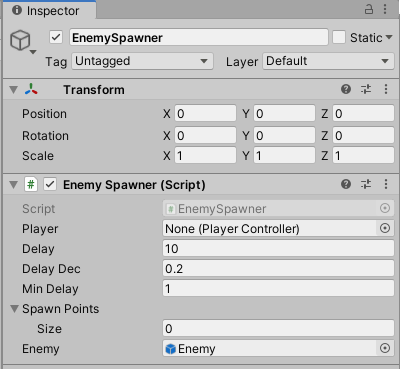 Inspector
EnemySpawner Static
Tag Untagged Layer Default
Transform
Position X 0 Y 0 Z 0
Rotation X 0 Y 0 Z 0
Scale X 1 Y 1 Z 1
# Enemy Spawner (Script)
Script # EnemySpawner
Player None (Player Controller)
Delay 10
Delay Dec 0.2
Min Delay 1
Spawn Points
Size 0
Enemy Enemy